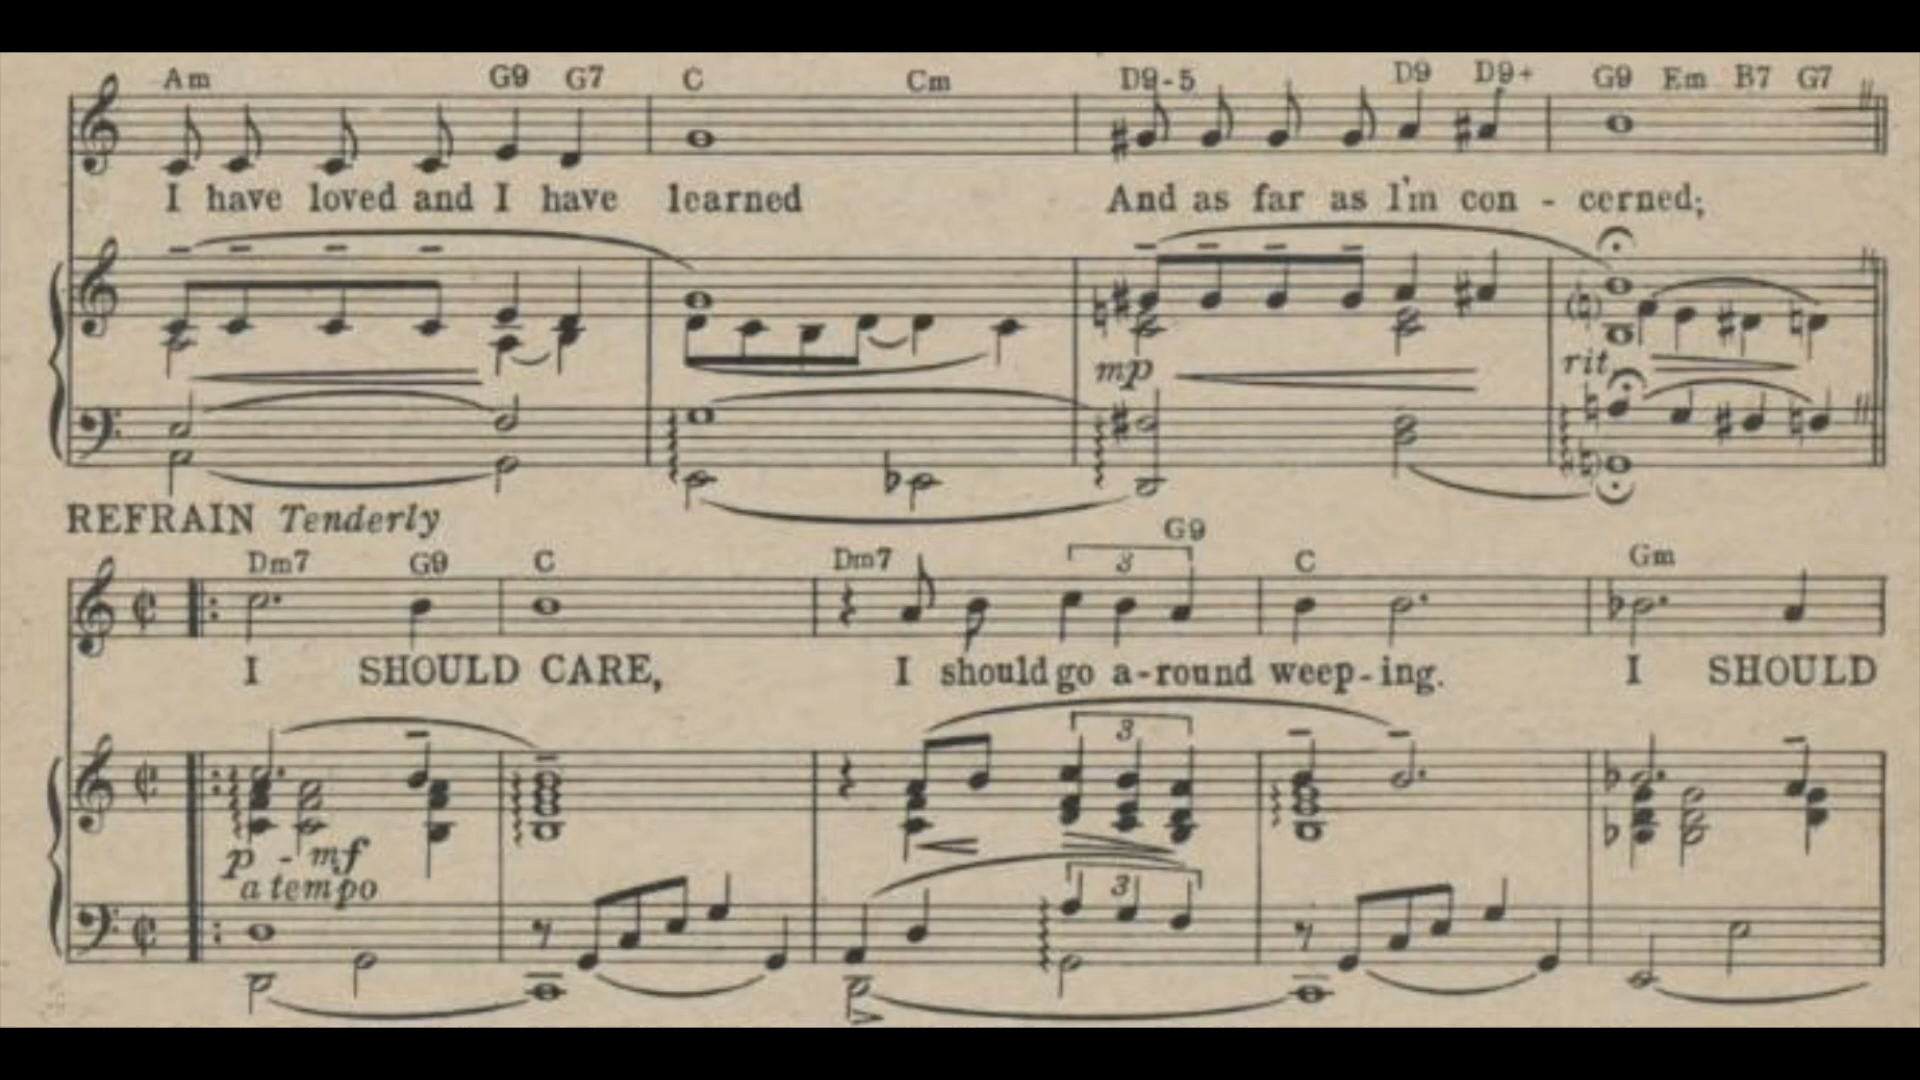 Am G9 G7 C Cm D9-5 D9 D9+ G9 Em B7 G7
I have loved and I have learned And as far as I'm con - cerned;
mp rit.
REFRAIN Tenderly
G9
Dm7 G9 C Dm7 3 C Gm
I SHOULD CARE, I should go a-round weep-ing. I SHOULD
3
p - mf
a tempo
3